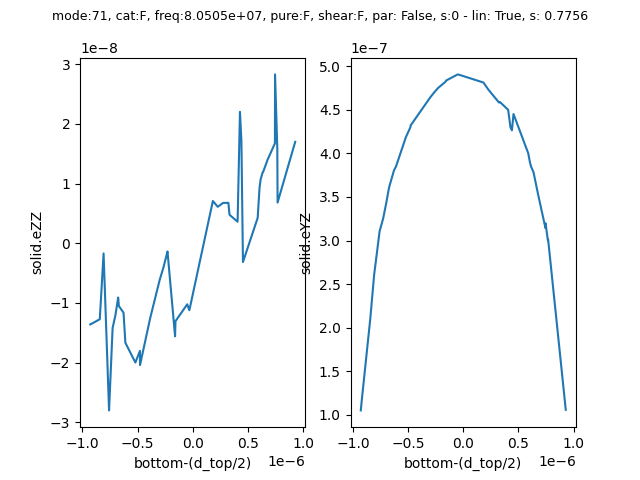 mode:71, cat:F, freq:8.0505e+07, pure:F, shear:F, par: False, s:0 - lin: True, s: 0.7756
1e−8
3
2
1
0
−1
−2
−3
solid.eZZ
−1.0
−0.5
0.0
0.5
1.0
bottom-(d_top/2)
1e−6
1e−7
5.0
4.5
4.0
3.5
3.0
2.5
2.0
1.5
1.0
solid.eYZ
−1.0
−0.5
0.0
0.5
1.0
bottom-(d_top/2)
1e−6